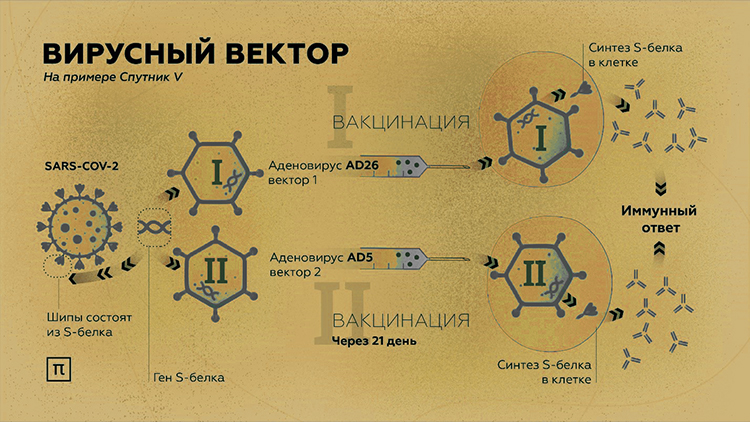 ВИРУСНЫЙ ВЕКТОР
На примере Спутник V
Синтез S-белка
в клетке
I
ВАКЦИНАЦИЯ
I
I
SARS-COV-2
Аденовирус AD26
вектор 1
Иммунный
ответ
II
Аденовирус AD5
вектор 2
II
Шипы состоят
из S-белка
II
ВАКЦИНАЦИЯ
Через 21 день
Ген S-белка
Синтез S-белка
в клетке
π